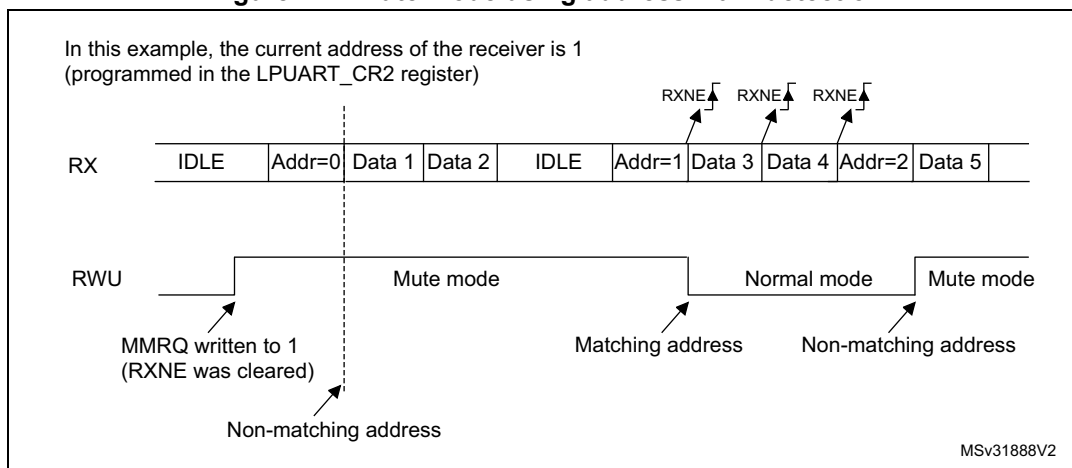 In this example, the current address of the receiver is 1
(programmed in the LPUART_CR2 register)
RXNE RXNE RXNE
RX IDLE Addr=0 Data 1 Data 2 IDLE Addr=1 Data 3 Data 4 Addr=2 Data 5
RWU Mute mode Normal mode Mute mode
MMRQ written to 1 Matching address Non-matching address
(RXNE was cleared)
Non-matching address
MSv31888V2